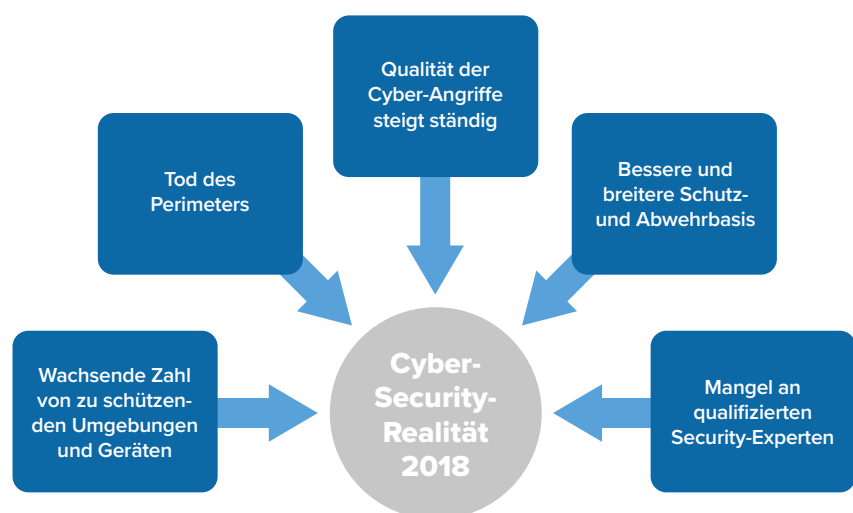 Qualität der
Cyber-Angriffe
steigt ständig
Tod des
Perimeters
Bessere und
breitere Schutz-
und Abwehrbasis
Wachsende Zahl
von zu schützen-
den Umgebungen
und Geräten
Cyber-
Security-
Realität
2018
Mangel an
qualifizierten
Security-Experten